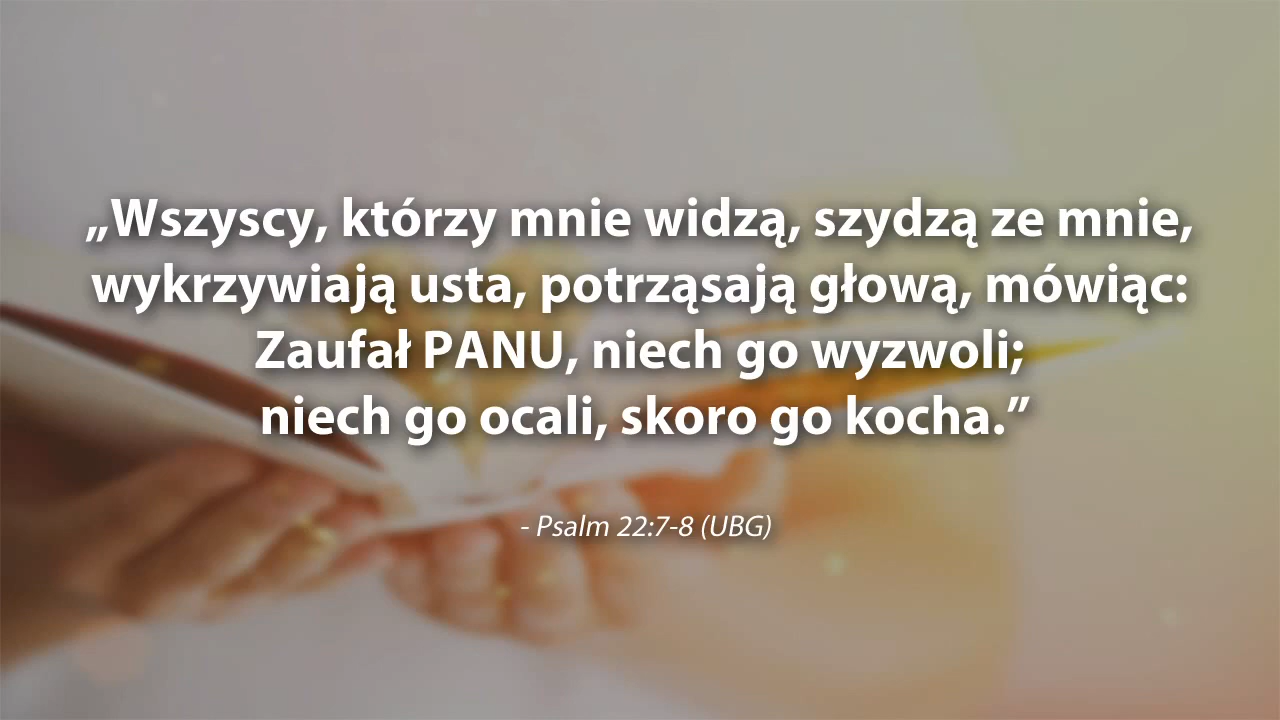 „Wszyscy, którzy mnie widzą, szydzą ze mnie,
wykrzywiają usta, potrząsają głową, mówiąc:
Zaufał PANU, niech go wyzwoli;
niech go ocali, skoro go kocha.”
- Psalm 22:7-8 (UBG)